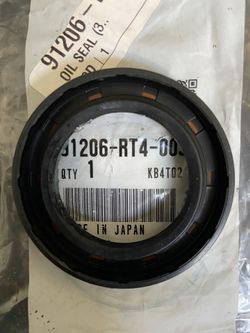 91206-
OIL SEAL (3..
1
91206-RT4-00
QTY 1 KB4T02
IN JAPAN